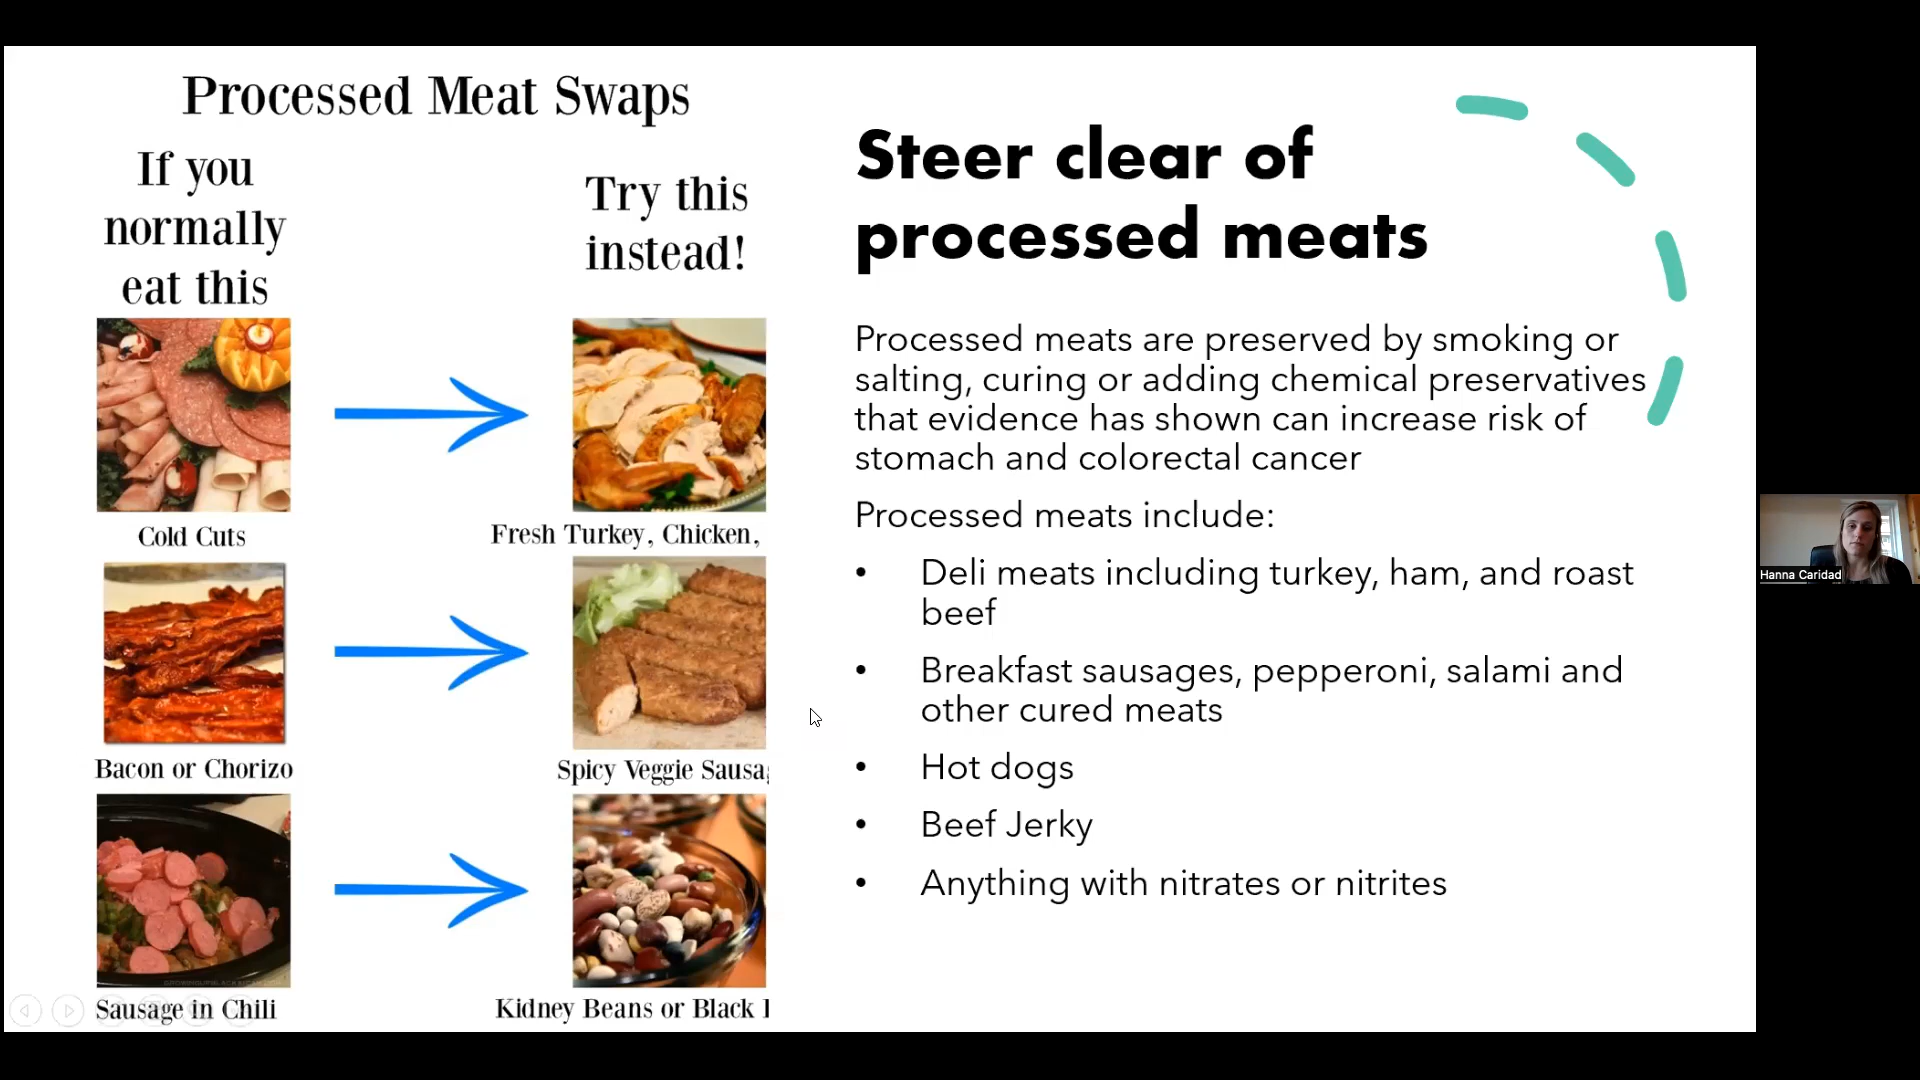 Processed Meat Swaps
If you
normally
eat this
Try this
instead!
Cold Cuts
Fresh Turkey, Chicken,
Bacon or Chorizo
Spicy Veggie
Sausage in Chili
Kidney Beans or Black
Steer clear of
processed meats
Processed meats are preserved by smoking or
salting, curing or adding chemical preservatives
that evidence has shown can increase risk of
stomach and colorectal cancer
Processed meats include:
• Deli meats including turkey, ham, and roast
beef
• Breakfast sausages, pepperoni, salami and
other cured meats
• Hot dogs
• Beef Jerky
• Anything with nitrates or nitrites
Hanna Caridad